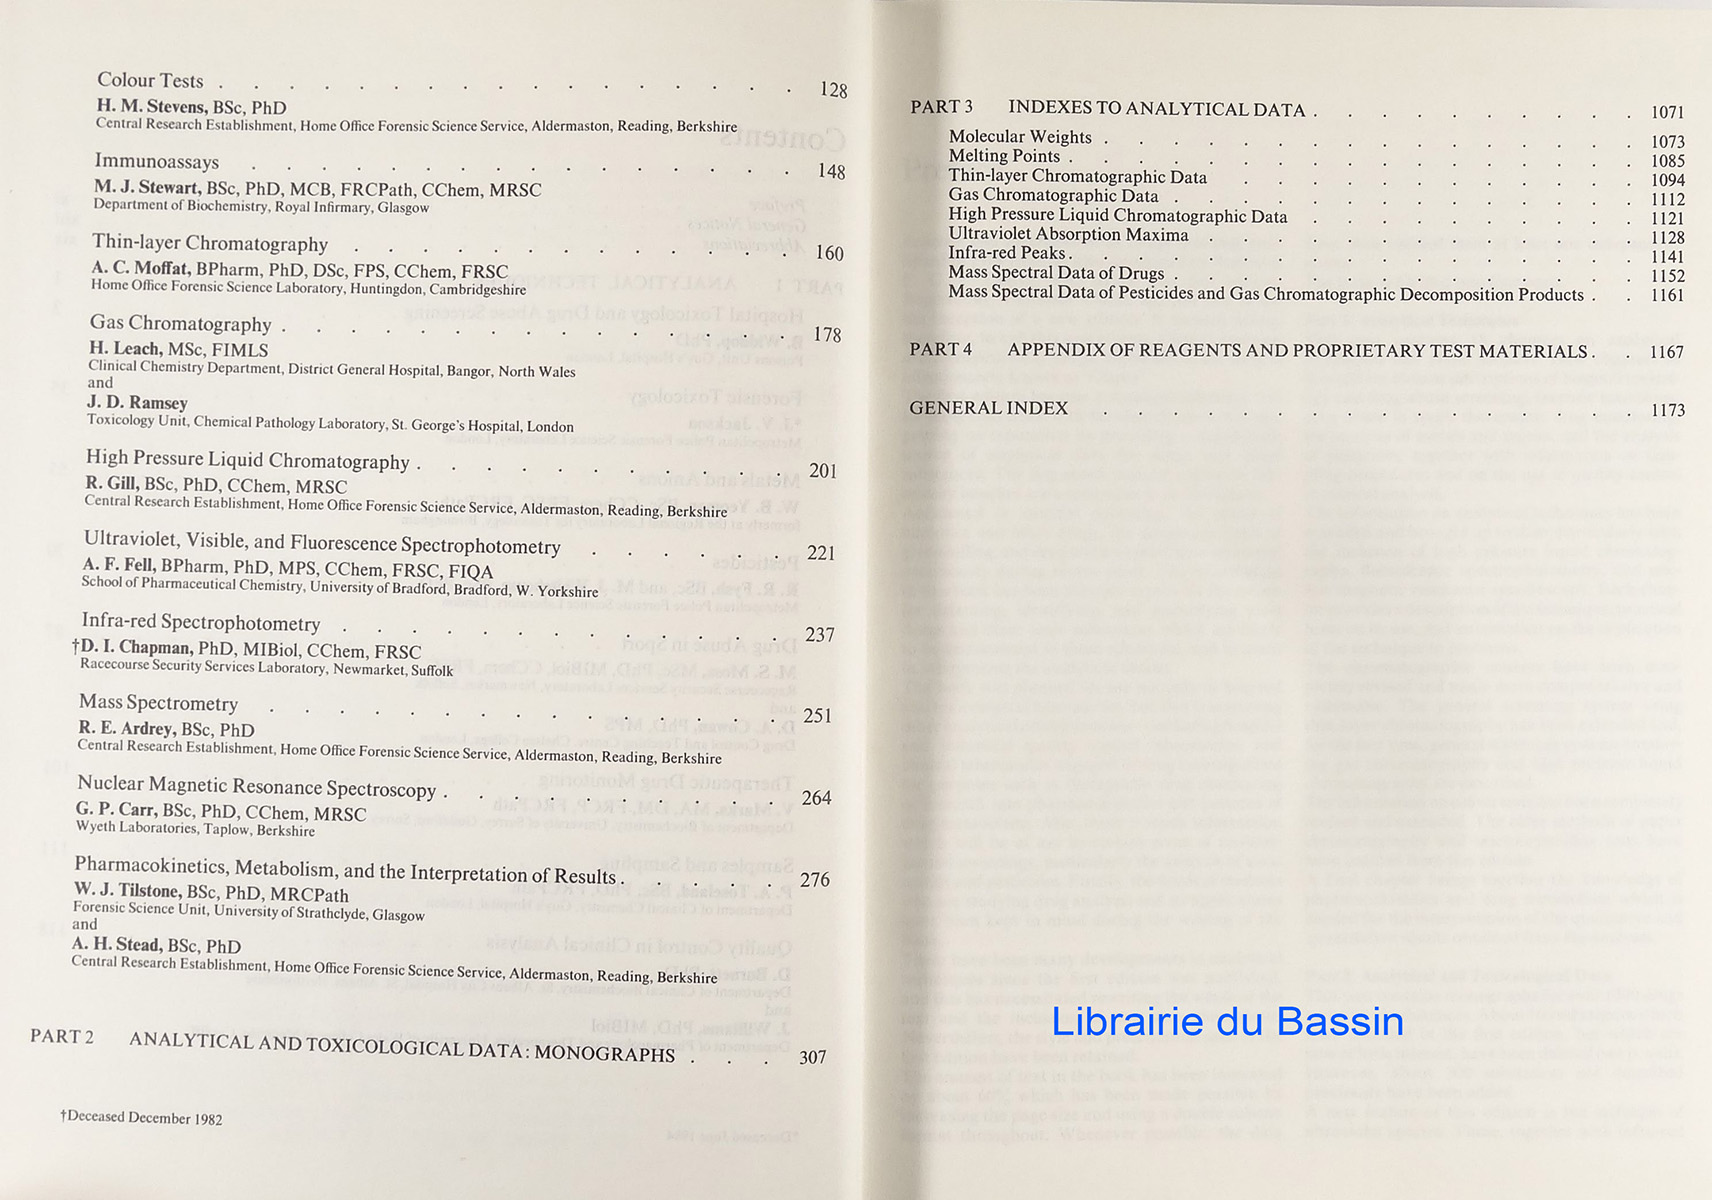 Colour Tests . . . . . . . . . . . . . . . . 128
H. M. Stevens, BSc, PhD
Central Research Establishment, Home Office Forensic Science Service, Aldermaston, Reading, Berkshire
Immunoassays . . . . . . . . . . . . . . . 148
M. J. Stewart, BSc, PhD, MCB, FRCPath, CChem, MRSC
Department of Biochemistry, Royal Infirmary, Glasgow
Thin-layer Chromatography . . . . . . . . . . . . 160
A. C. Moffat, BPharm, PhD, DSc, FPS, CChem, FRSC
Home Office Forensic Science Laboratory, Huntingdon, Cambridgeshire
Gas Chromatography . . . . . . . . . . . . . . 178
H. Leach, MSc, FIMLS
Clinical Chemistry Department, District General Hospital, Bangor, North Wales
and
J. D. Ramsey
Toxicology Unit, Chemical Pathology Laboratory, St. George's Hospital, London
High Pressure Liquid Chromatography . . . . . . . . . . . 201
R. Gill, BSc, PhD, CChem, MRSC
Central Research Establishment, Home Office Forensic Science Service, Aldermaston, Reading, Berkshire
Ultraviolet, Visible, and Fluorescence Spectrophotometry . . . . . . 221
A. F. Fell, BPharm, PhD, MPS, CChem, FRSC, FIQA
School of Pharmaceutical Chemistry, University of Bradford, Bradford, W. Yorkshire
Infra-red Spectrophotometry . . . . . . . . . . . . . 237
†D. I. Chapman, PhD, MIBiol, CChem, FRSC
Racecourse Security Services Laboratory, Newmarket, Suffolk
Mass Spectrometry . . . . . . . . . . . . . . . 251
R. E. Ardrey, BSc, PhD
Central Research Establishment, Home Office Forensic Science Service, Aldermaston, Reading, Berkshire
Nuclear Magnetic Resonance Spectroscopy . . . . . . . . . . 264
G. P. Carr, BSc, PhD, CChem, MRSC
Wyeth Laboratories, Taplow, Berkshire
Pharmacokinetics, Metabolism, and the Interpretation of Results . . . . . 276
W. J. Tilstone, BSc, PhD, MRCPath
Forensic Science Unit, University of Strathclyde, Glasgow
and
A. H. Stead, BSc, PhD
Central Research Establishment, Home Office Forensic Science Service, Aldermaston, Reading, Berkshire
PART 2 ANALYTICAL AND TOXICOLOGICAL DATA: MONOGRAPHS . . . 307
†Deceased December 1982
PART 3 INDEXES TO ANALYTICAL DATA . . . . . . . . . . 1071
Molecular Weights . . . . . . . . . . . . . . . . 1073
Melting Points . . . . . . . . . . . . . . . . . 1085
Thin-layer Chromatographic Data . . . . . . . . . . . . 1094
Gas Chromatographic Data . . . . . . . . . . . . . . 1112
High Pressure Liquid Chromatographic Data . . . . . . . . . . 1121
Ultraviolet Absorption Maxima . . . . . . . . . . . . . 1128
Infra-red Peaks . . . . . . . . . . . . . . . . . 1141
Mass Spectral Data of Drugs . . . . . . . . . . . . . . 1152
Mass Spectral Data of Pesticides and Gas Chromatographic Decomposition Products . . 1161
PART 4 APPENDIX OF REAGENTS AND PROPRIETARY TEST MATERIALS . . 1167
GENERAL INDEX . . . . . . . . . . . . . . . . 1173
Librairie du Bassin